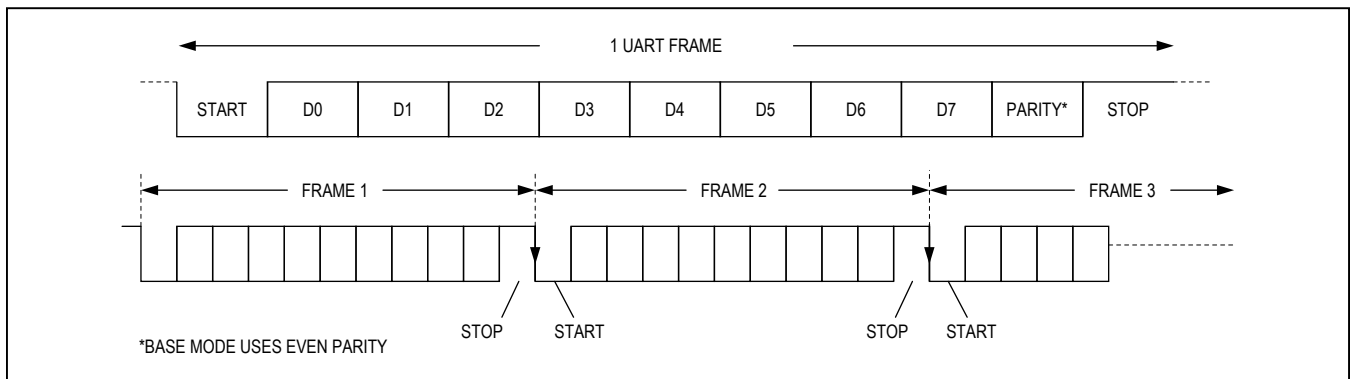 1 UART FRAME
START D0 D1 D2 D3 D4 D5 D6 D7 PARITY* STOP
FRAME 1 FRAME 2 FRAME 3
STOP START STOP START
*BASE MODE USES EVEN PARITY